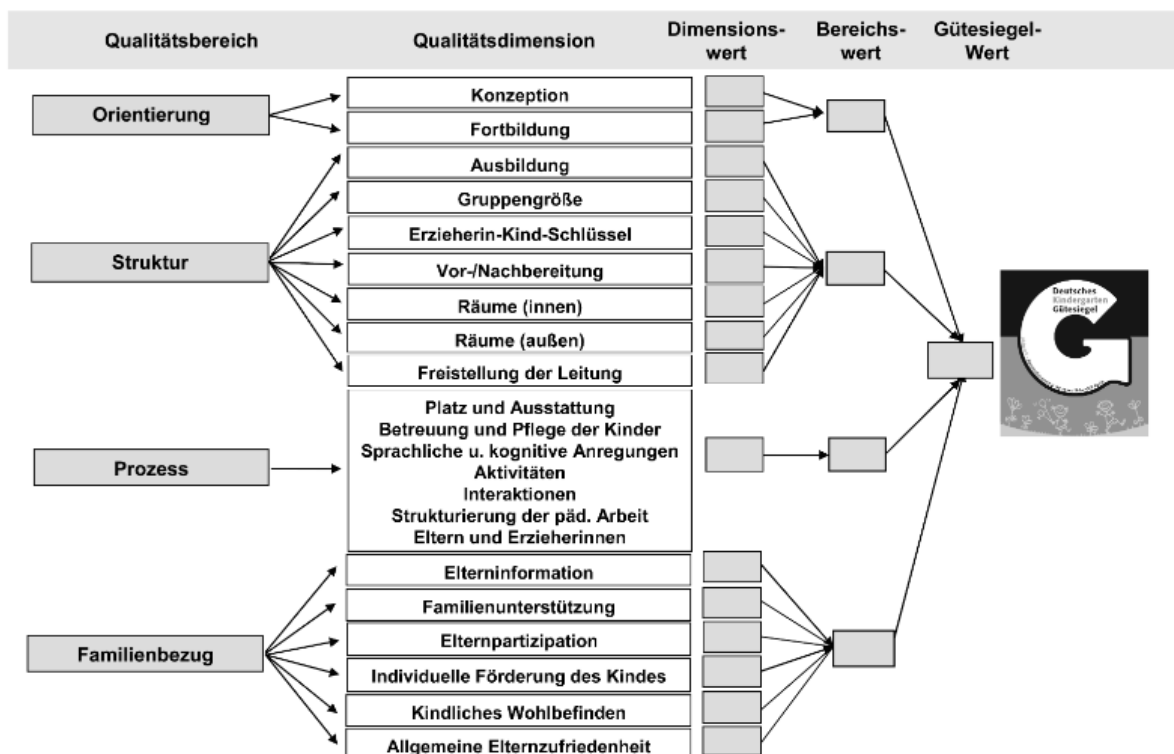 Qualitätsbereich
Qualitätsdimension
Dimensions-
wert
Bereichs-
wert
Gütesiegel-
Wert
Orientierung
Konzeption
Fortbildung
Struktur
Ausbildung
Gruppengröße
Erzieherin-Kind-Schlüssel
Vor-/Nachbereitung
Räume (innen)
Räume (außen)
Freistellung der Leitung
Prozess
Platz und Ausstattung
Betreuung und Pflege der Kinder
Sprachliche u. kognitive Anregungen
Aktivitäten
Interaktionen
Strukturierung der päd. Arbeit
Eltern und Erzieherinnen
Familienbezug
Elterninformation
Familienunterstützung
Elternpartizipation
Individuelle Förderung des Kindes
Kindliches Wohlbefinden
Allgemeine Elternzufriedenheit
Deutsches
Kindergarten
Gütesiegel